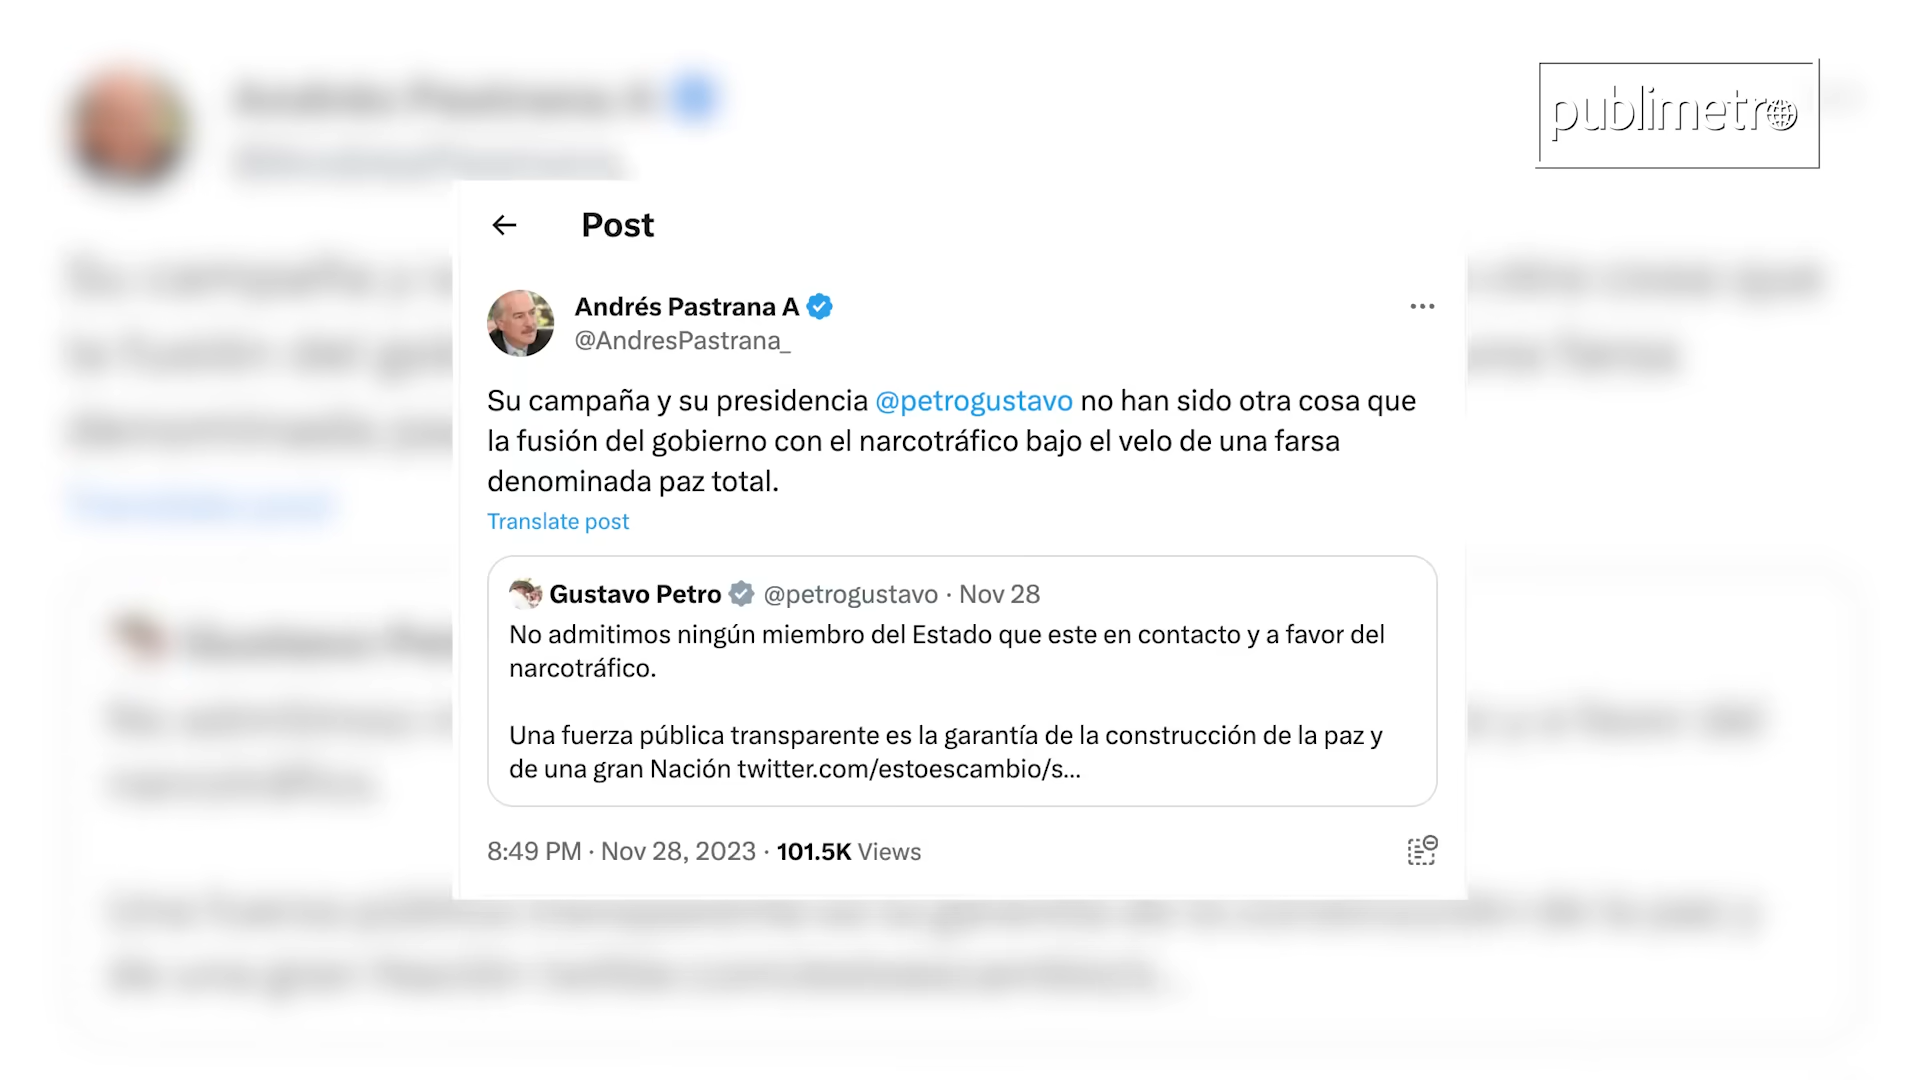 publimetro
Post
Andrés Pastrana A
@AndresPastrana_
Su campaña y su presidencia @petrogustavo no han sido otra cosa que
la fusión del gobierno con el narcotráfico bajo el velo de una farsa
denominada paz total.
Translate post
Gustavo Petro @petrogustavo · Nov 28
No admitimos ningún miembro del Estado que este en contacto y a favor del
narcotráfico.
Una fuerza pública transparente es la garantía de la construcción de la paz y
de una gran Nación twitter.com/estoescambio/s...
8:49 PM · Nov 28, 2023 · 101.5K Views